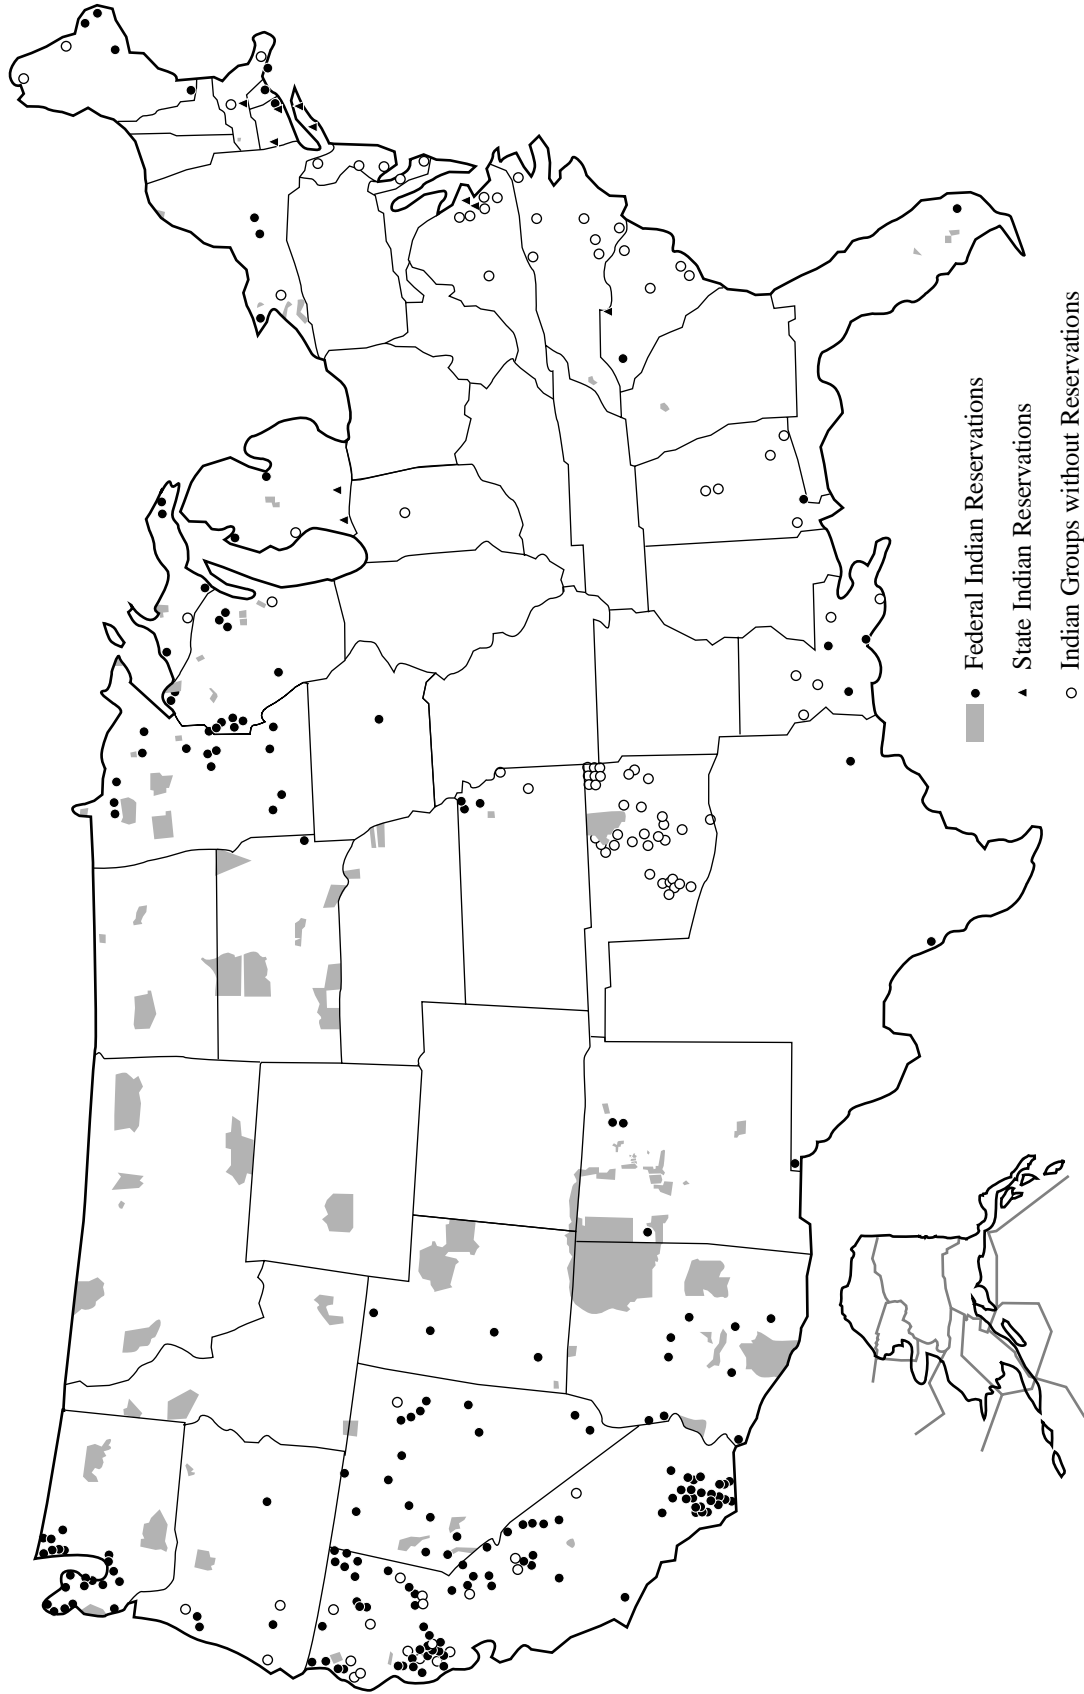 Federal Indian Reservations
State Indian Reservations
Indian Groups without Reservations